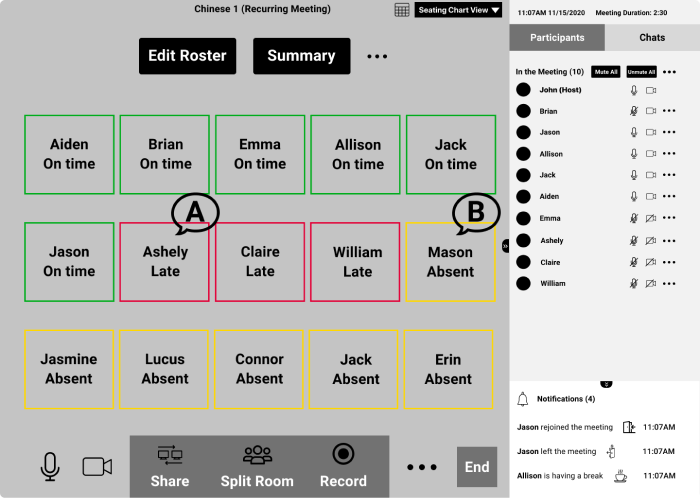 Chinese 1 (Recurring Meeting)
Seating Chart View
Edit Roster
Summary
Aiden
On time
Brian
On time
Emma
On time
Allison
On time
Jack
On time
A
B
Jason
On time
Ashely
Late
Claire
Late
William
Late
Mason
Absent
Jasmine
Absent
Lucus
Absent
Connor
Absent
Jack
Absent
Erin
Absent
Share
Split Room
Record
End
11:07AM 11/15/2020 Meeting Duration: 2:30
Participants
Chats
In the Meeting (10)
Mute All
Unmute All
John (Host)
Brian
Jason
Allison
Jack
Aiden
Emma
Ashely
Claire
William
Notifications (4)
Jason rejoined the meeting 11:07AM
Jason left the meeting 11:07AM
Allison is having a break 11:07AM